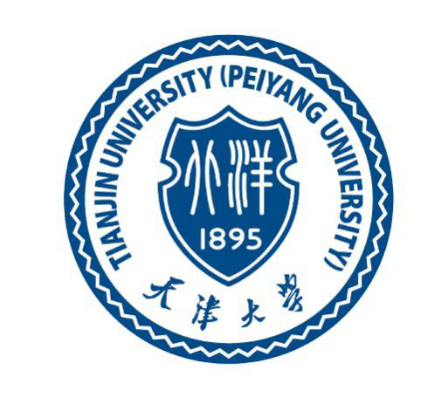 TIANJIN UNIVERSITY (PEIYANG UNIVERSITY)
北洋
1895
天津大学